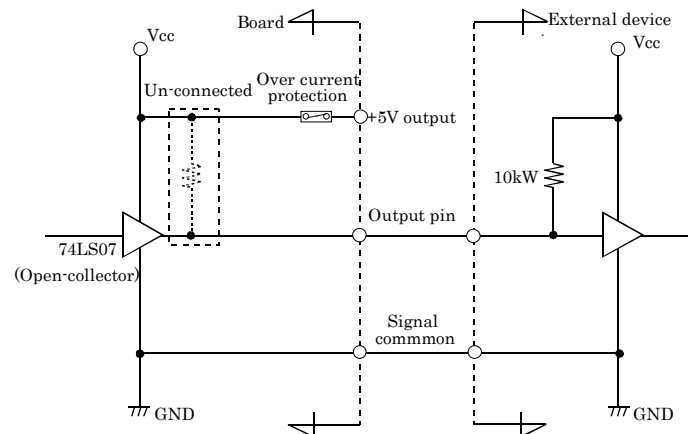 Board
External device
Vcc
Vcc
Un-connected
Over current
protection
+5V output
10kW
Output pin
74LS07
(Open-collector)
Signal
commmon
GND
GND